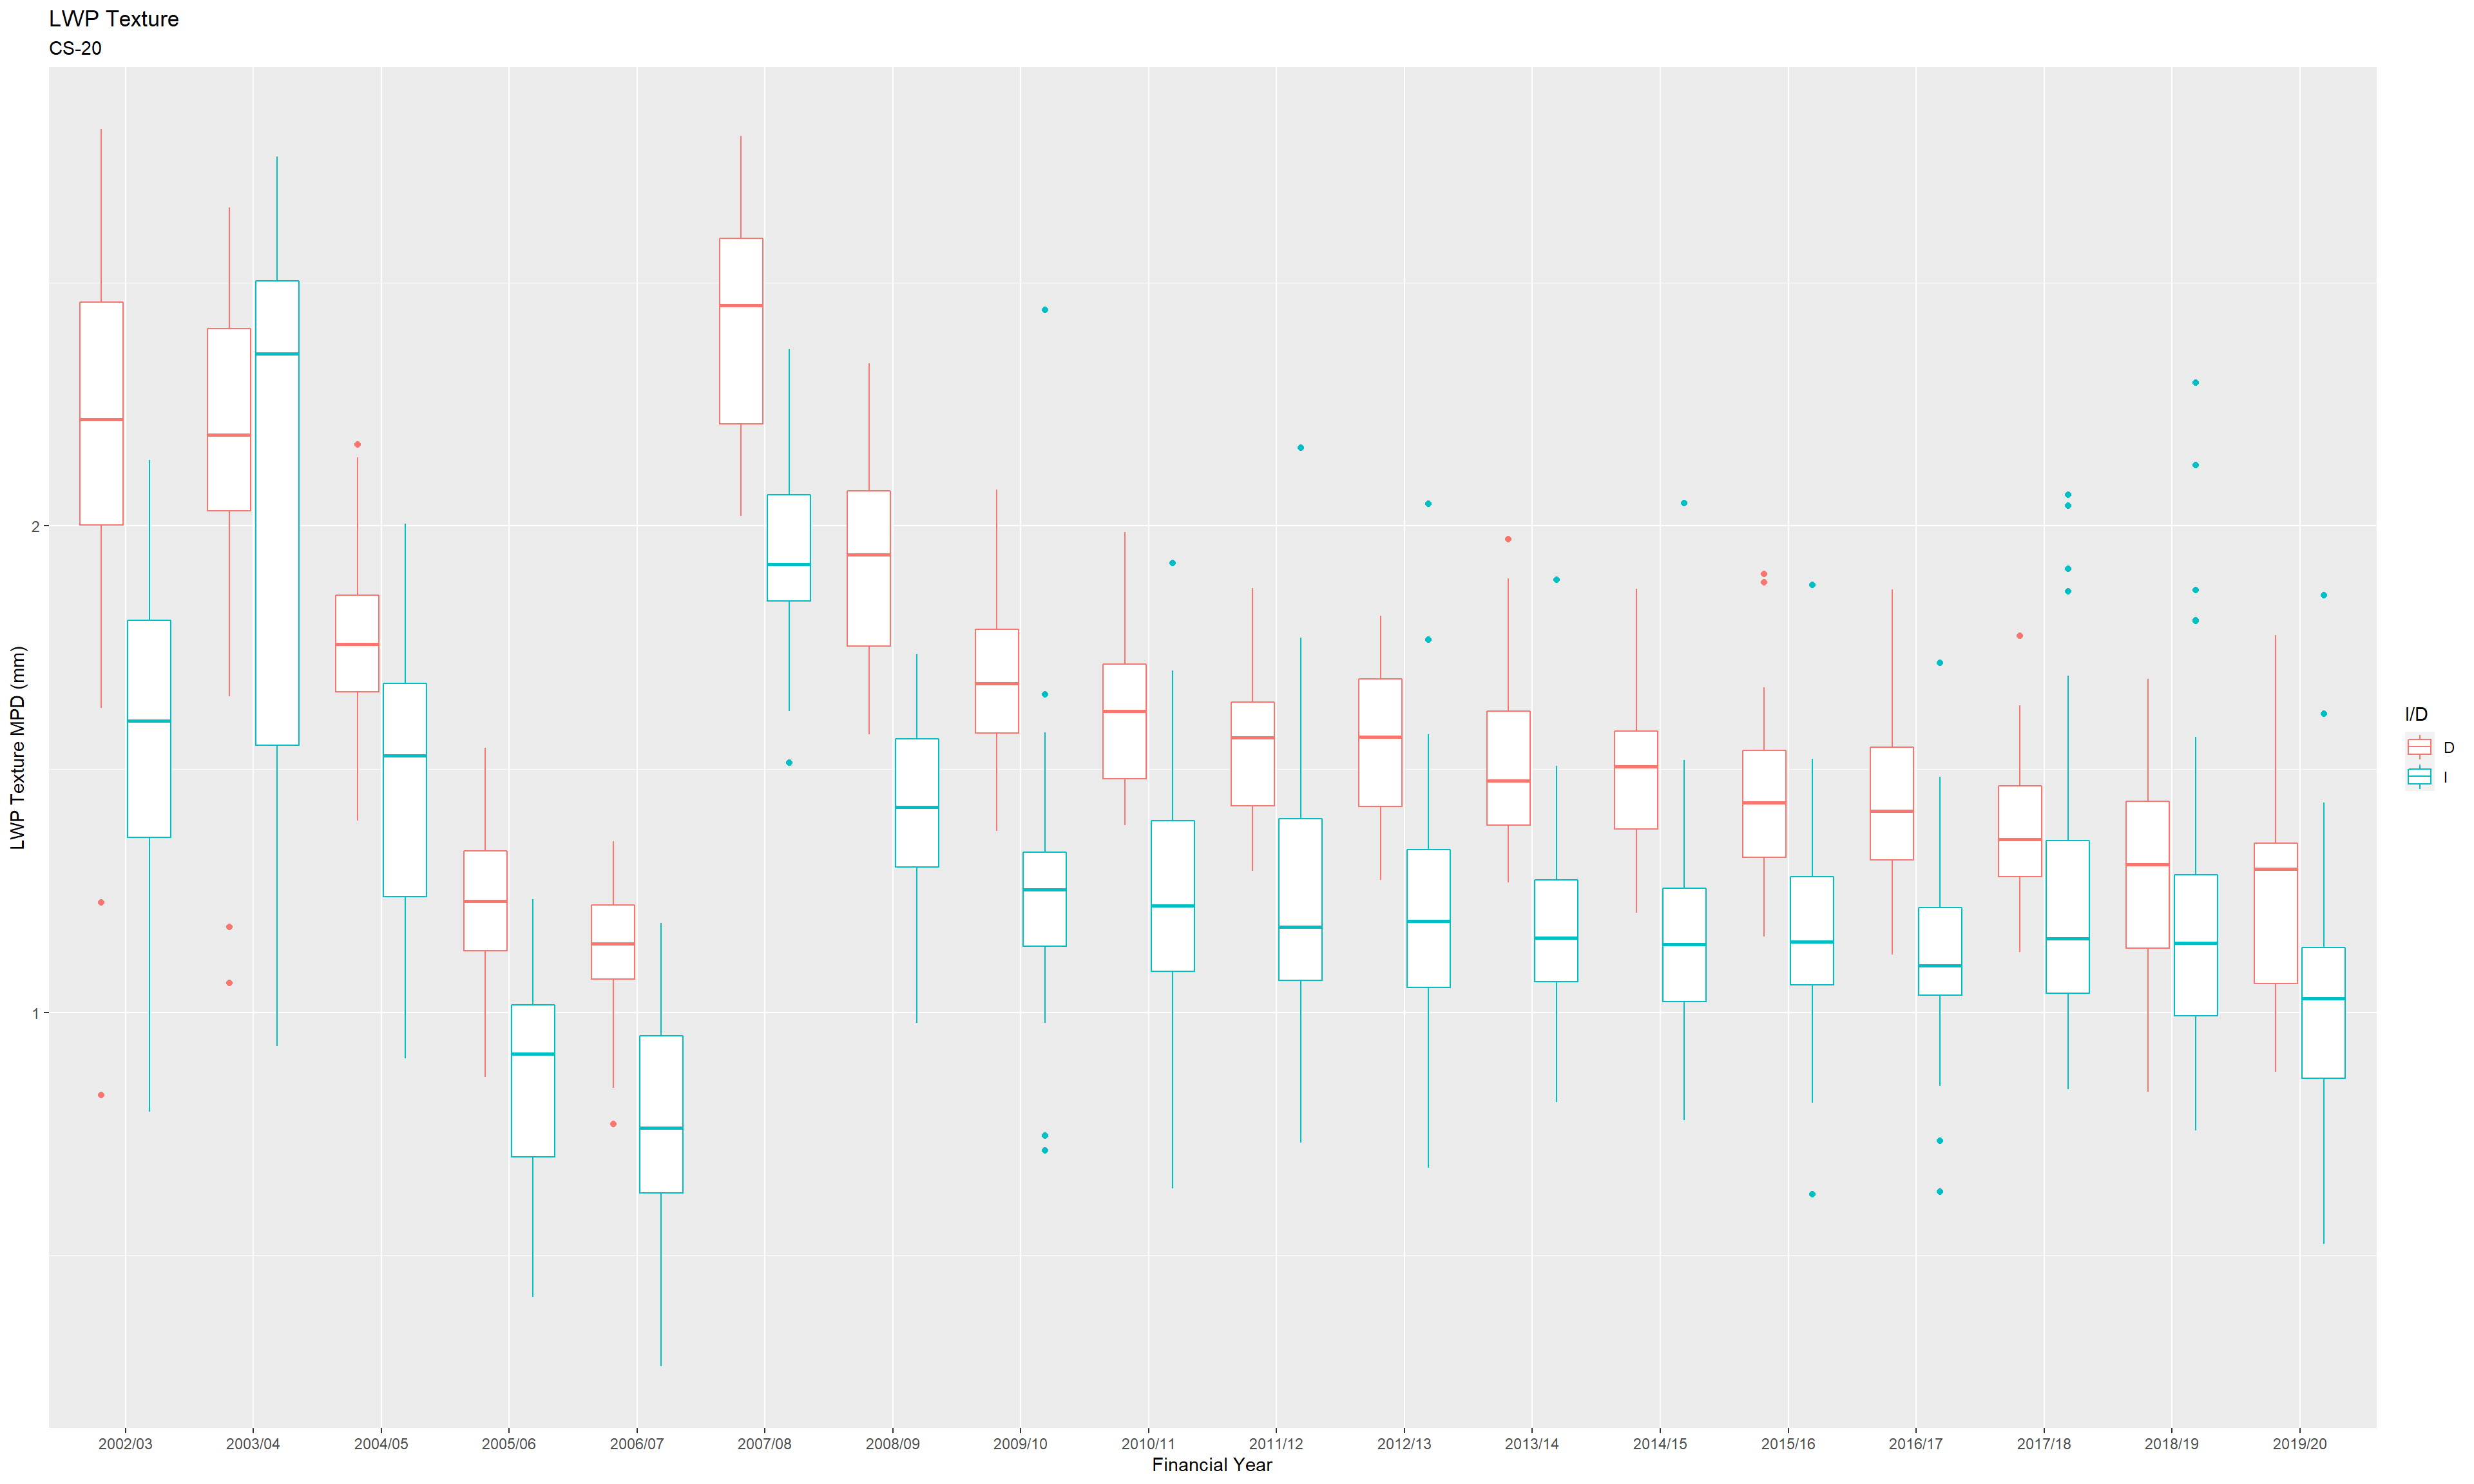 LWP Texture
CS-20
LWP Texture MPD (mm)
2
1
2002/03 2003/04 2004/05 2005/06 2006/07 2007/08 2008/09 2009/10 2010/11 2011/12 2012/13 2013/14 2014/15 2015/16 2016/17 2017/18 2018/19 2019/20
Financial Year
I/D
D
I